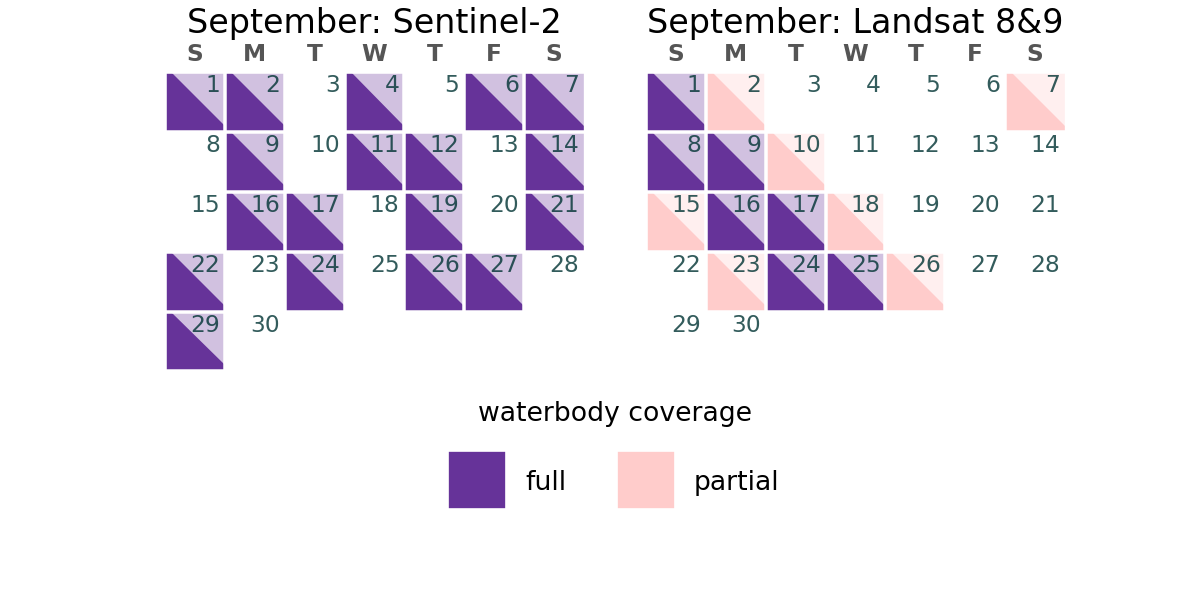 September: Sentinel-2
S M T W T F S
1 2 3 4 5 6 7
8 9 10 11 12 13 14
15 16 17 18 19 20 21
22 23 24 25 26 27 28
29 30
September: Landsat 8&9
S M T W T F S
1 2 3 4 5 6 7
8 9 10 11 12 13 14
15 16 17 18 19 20 21
22 23 24 25 26 27 28
29 30
waterbody coverage
full partial